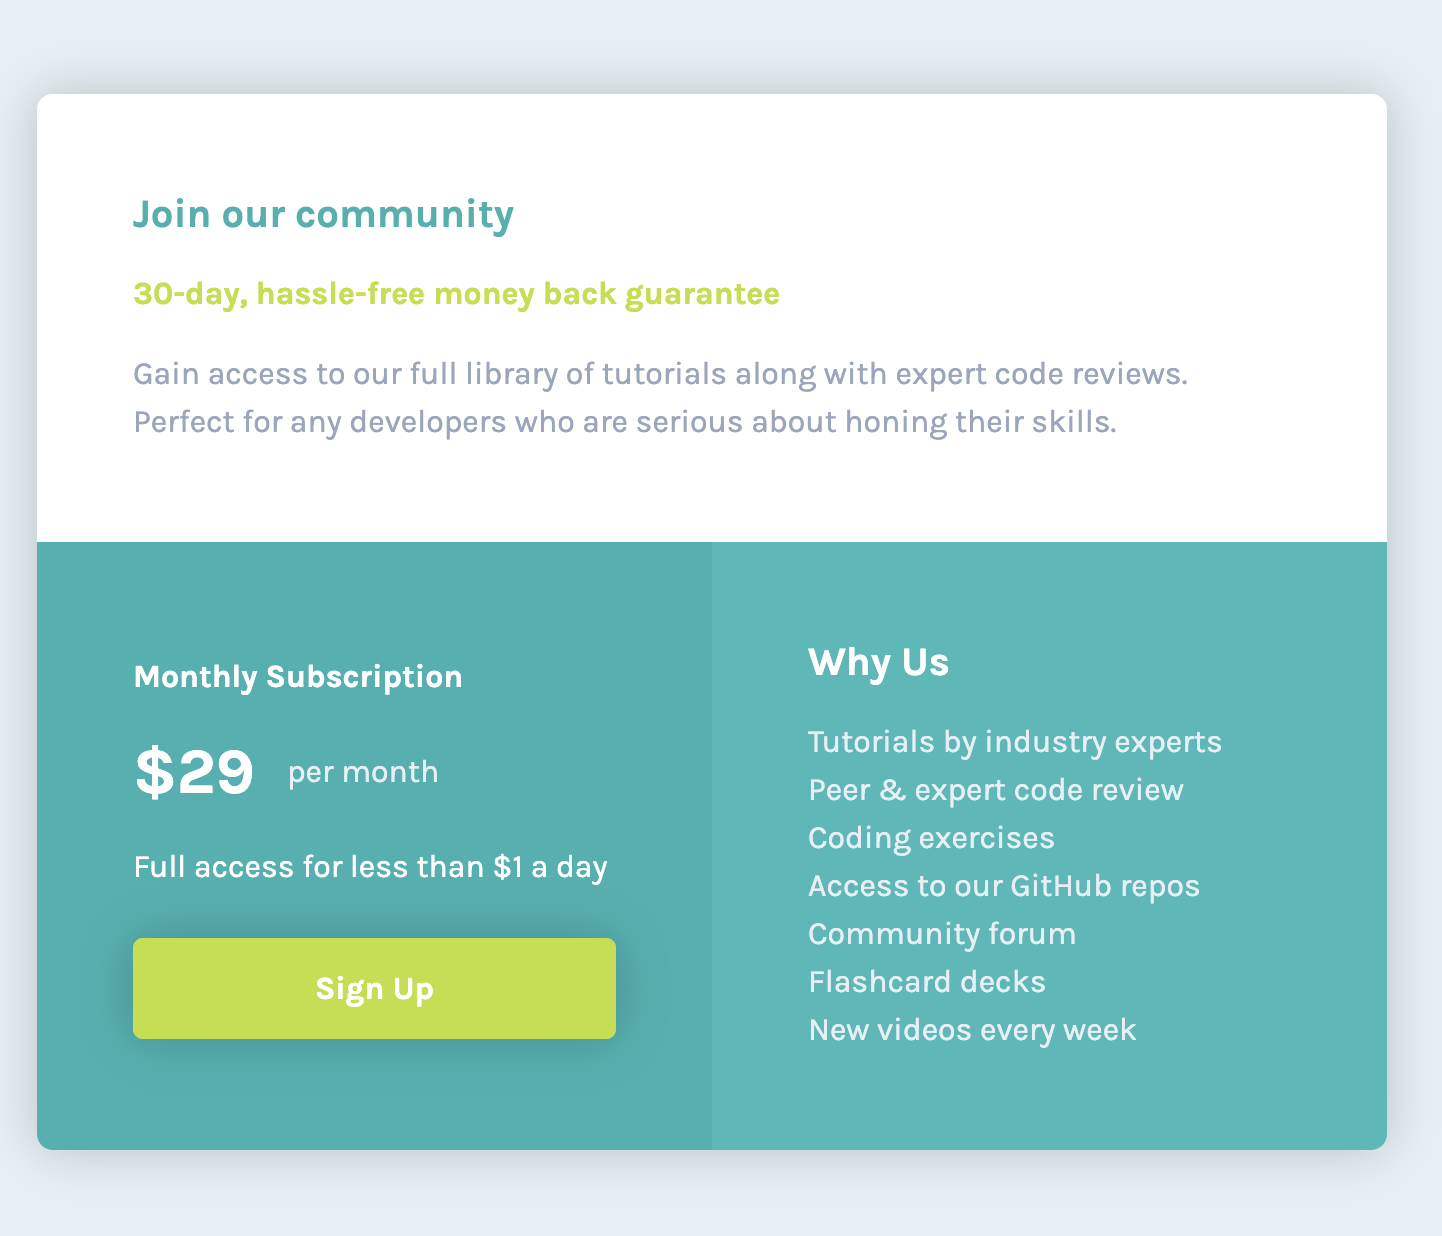 Join our community
30-day, hassle-free money back guarantee
Gain access to our full library of tutorials along with expert code reviews.
Perfect for any developers who are serious about honing their skills.
Monthly Subscription
$29 per month
Full access for less than $1 a day
Sign Up
Why Us
Tutorials by industry experts
Peer & expert code review
Coding exercises
Access to our GitHub repos
Community forum
Flashcard decks
New videos every week